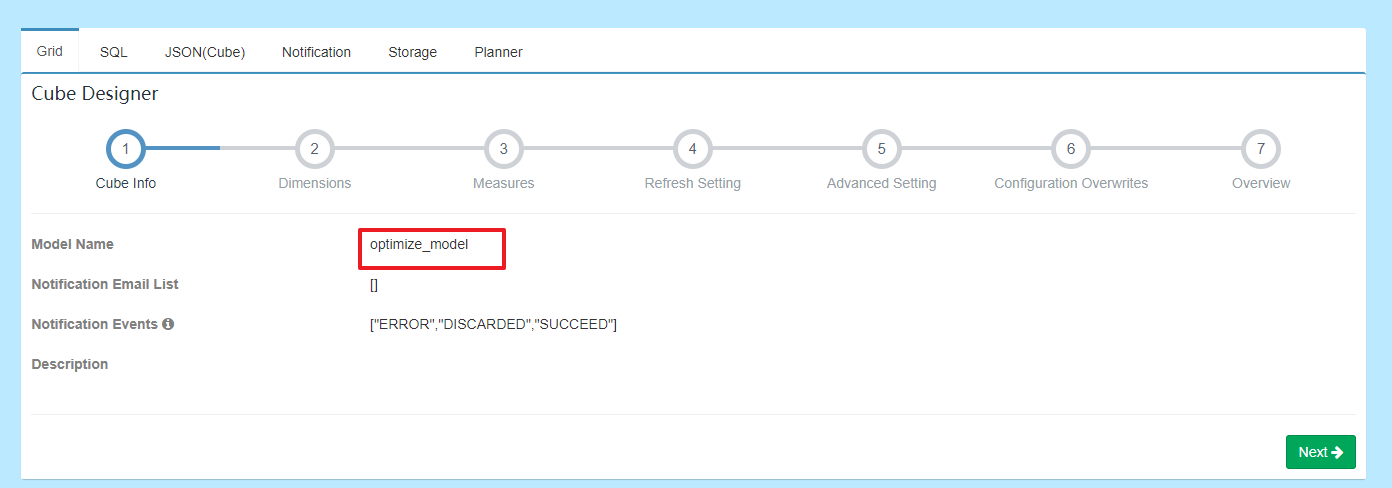 Grid SQL JSON(Cube) Notification Storage Planner
Cube Designer
1 2 3 4 5 6 7
Cube Info Dimensions Measures Refresh Setting Advanced Setting Configuration Overwrites Overview
Model Name optimize_model
Notification Email List []
Notification Events ["ERROR","DISCARDED","SUCCEED"]
Description
Next